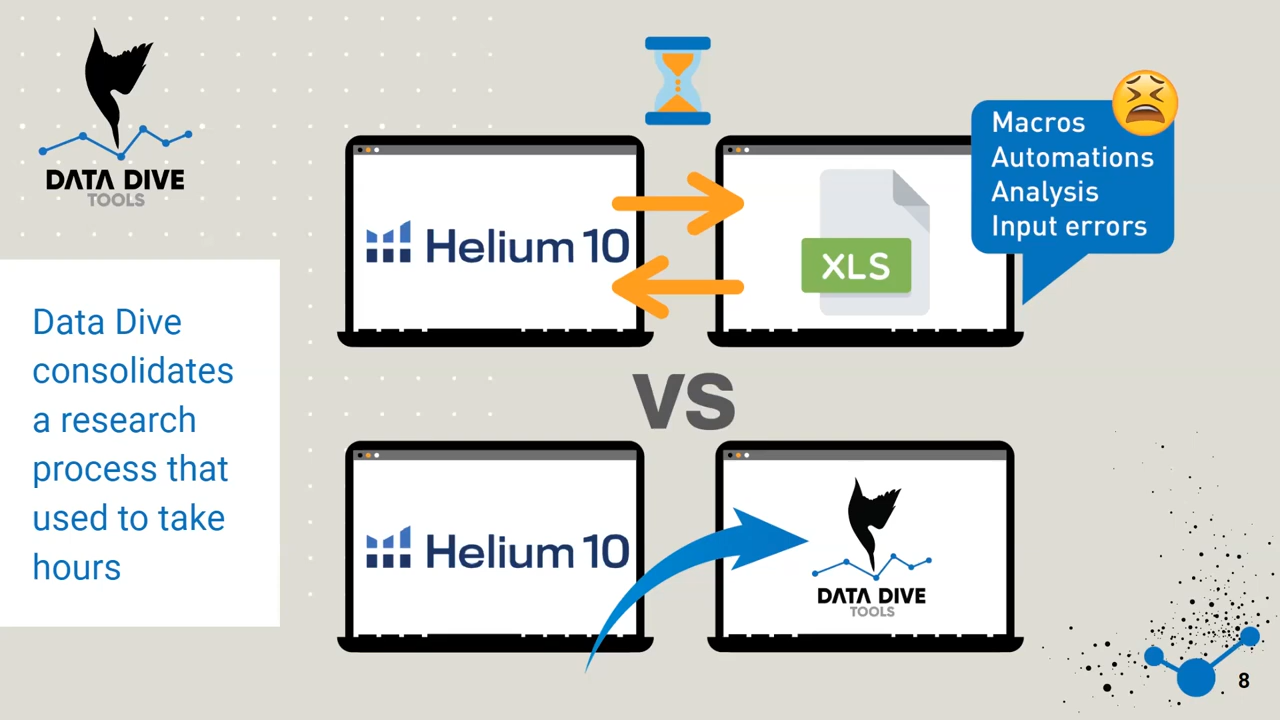 DATA DIVE
TOOLS
Data Dive
consolidates
a research
process that
used to take
hours
Helium 10
XLS
Macros
Automations
Analysis
Input errors
VS
Helium 10
DATA DIVE
TOOLS
8